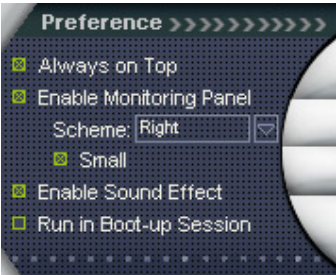 Preference >>>>>>>>>>>>
Always on Top
Enable Monitoring Panel
Scheme: Right
Small
Enable Sound Effect
Run in Boot-up Session